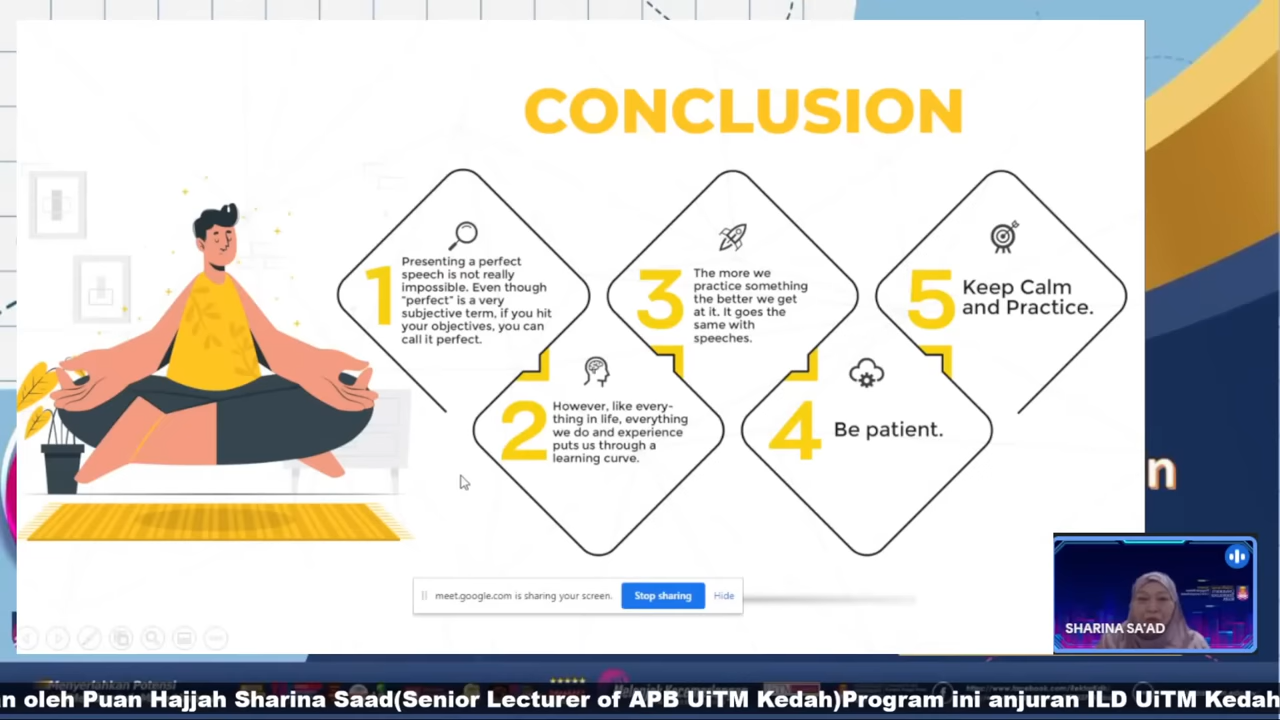 CONCLUSION
1
Presenting a perfect
speech is not really
impossible. Even though
"perfect" is a very
subjective term, if you hit
your objectives, you can
call it perfect.
2
However, like every-
thing in life, everything
we do and experience
puts us through a
learning curve.
3
The more we
practice something
the better we get
at it. It goes the
same with
speeches.
4
Be patient.
5
Keep Calm
and Practice.
n
meet.google.com is sharing your screen.
Stop sharing
Hide
SHARINA SA'AD
Menyerlahkan Potensi
n oleh Puan Hajjah Sharima Saad(Senior Lecturer of APB UiTM Kedah)Program ini anjuran ILD UiTM Kedah